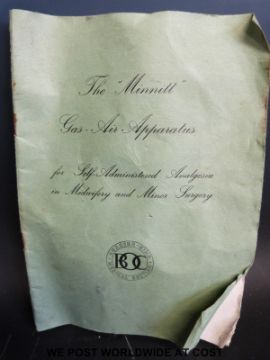 The "Minnitt"
Gas-Air Apparatus
for Self-Administered Analgesia
in Midwifery and Minor Surgery
BOC
WE POST WORLDWIDE AT COST.